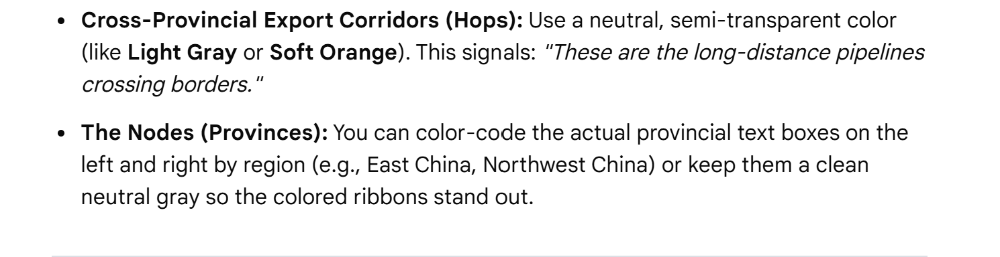 • Cross-Provincial Export Corridors (Hops): Use a neutral, semi-transparent color
(like Light Gray or Soft Orange). This signals: "These are the long-distance pipelines
crossing borders."
• The Nodes (Provinces): You can color-code the actual provincial text boxes on the
left and right by region (e.g., East China, Northwest China) or keep them a clean
neutral gray so the colored ribbons stand out.